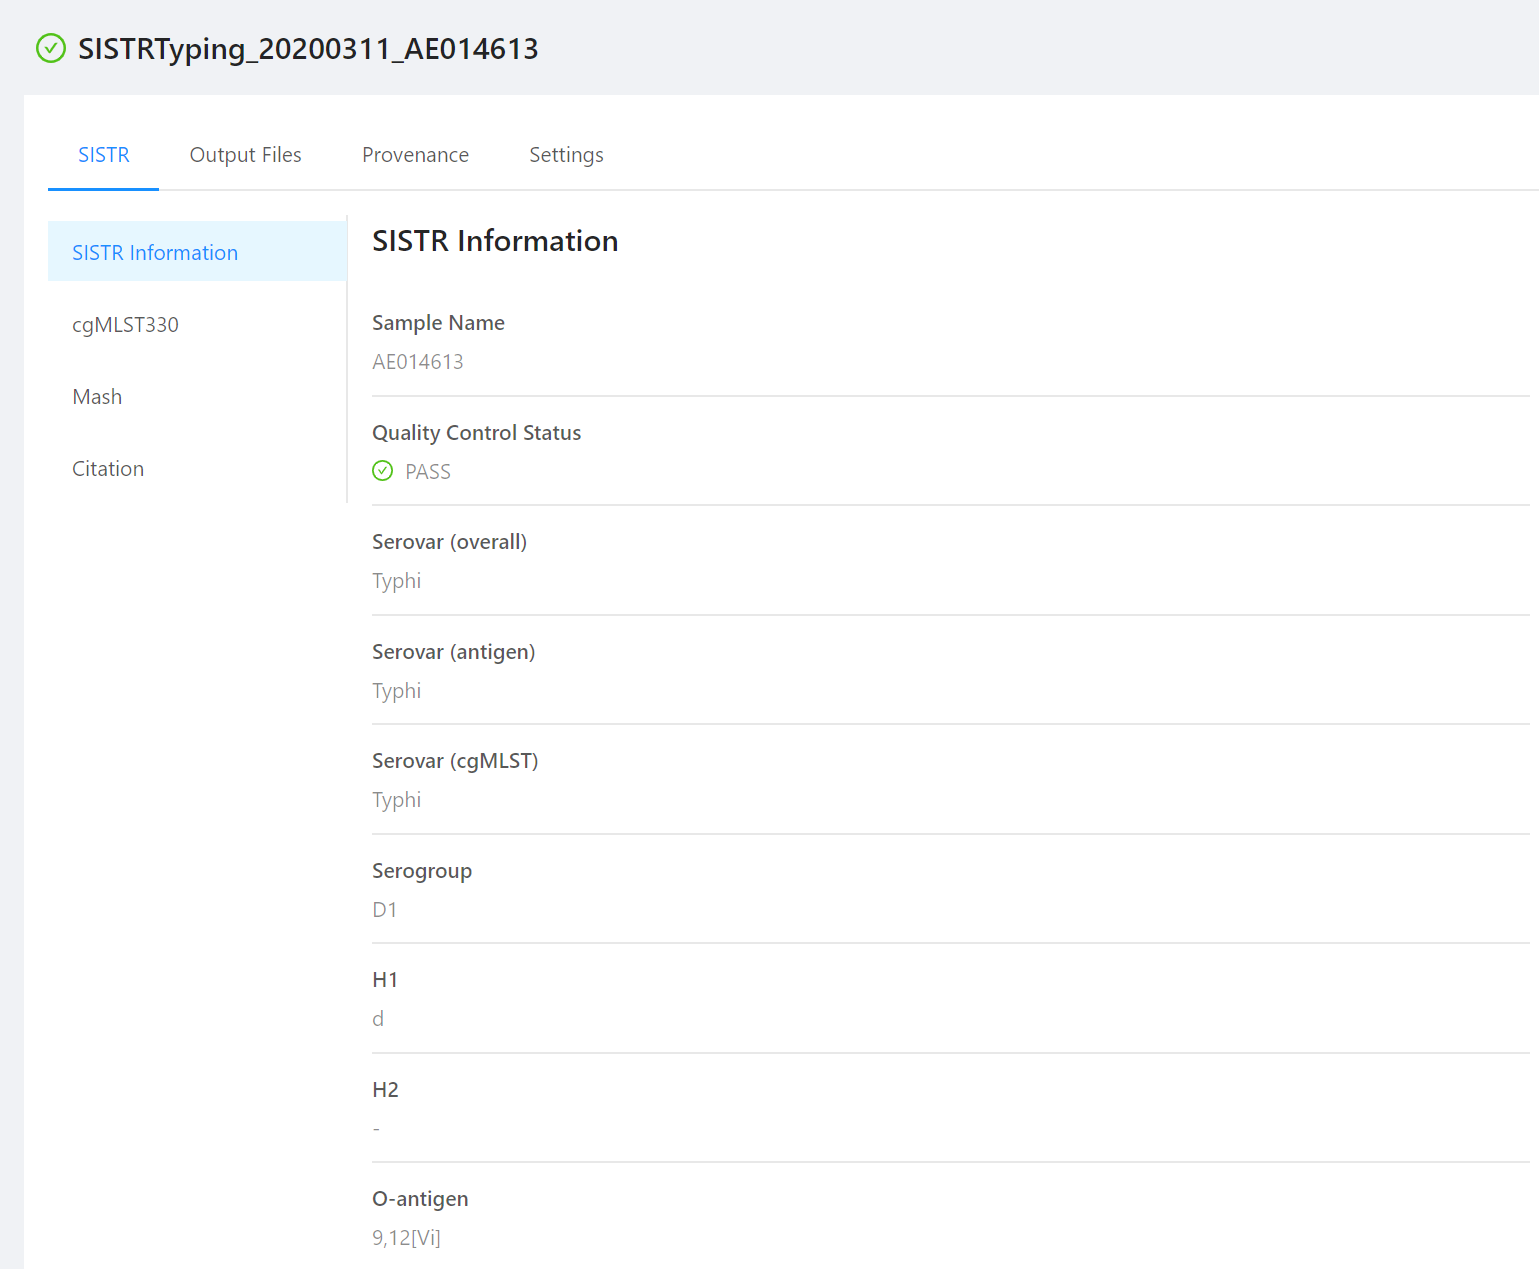 SISTRTyping_20200311_AE014613
SISTR
Output Files
Provenance
Settings
SISTR Information
cgMLST330
Mash
Citation
SISTR Information
Sample Name
AE014613
Quality Control Status
PASS
Serovar (overall)
Typhi
Serovar (antigen)
Typhi
Serovar (cgMLST)
Typhi
Serogroup
D1
H1
d
H2
-
O-antigen
9,12[Vi]